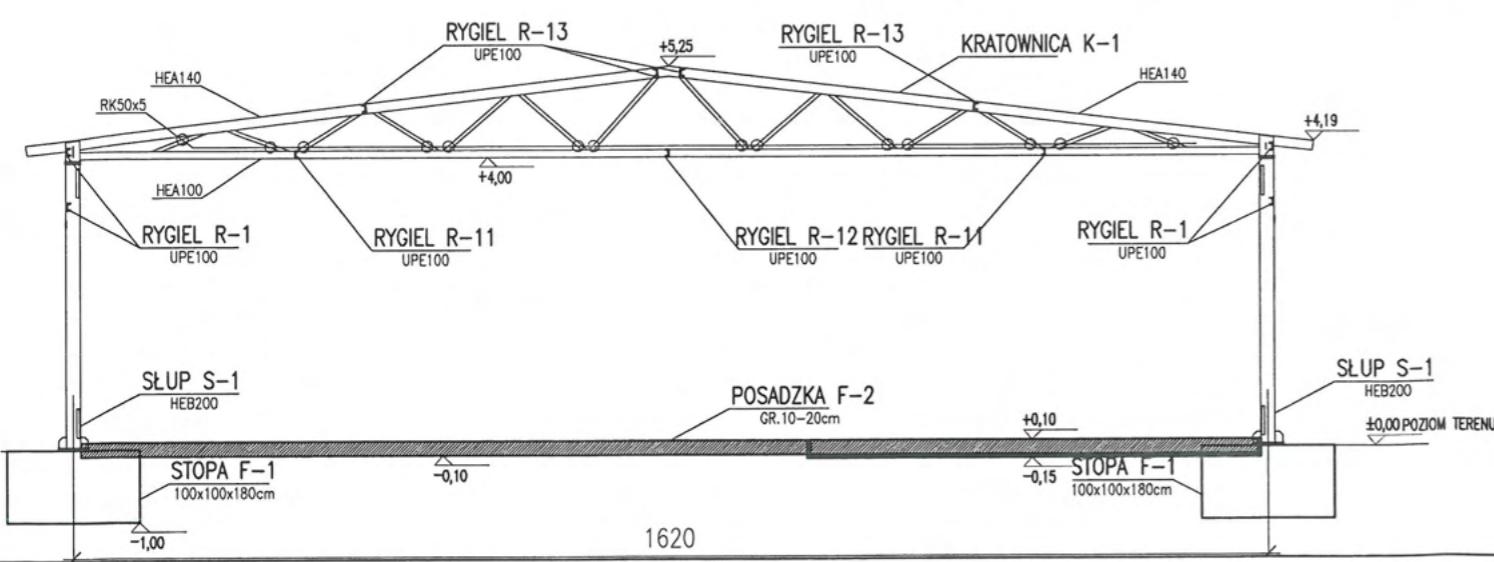 RYGIEL R-13
UPE100
+5,25
RYGIEL R-13
UPE100
KRATOWNICA K-1
HEA140
HEA140
RK50x5
+4,19
HEA100
+4,00
RYGIEL R-1
UPE100
RYGIEL R-11
UPE100
RYGIEL R-12
UPE100
RYGIEL R-11
UPE100
RYGIEL R-1
UPE100
SŁUP S-1
HEB200
POSADZKA F-2
GR.10-20cm
SŁUP S-1
HEB200
+0,10
±0,00 POZIOM TERENU
STOPA F-1
100x100x180cm
-0,10
-0,15
STOPA F-1
100x100x180cm
-1,00
1620